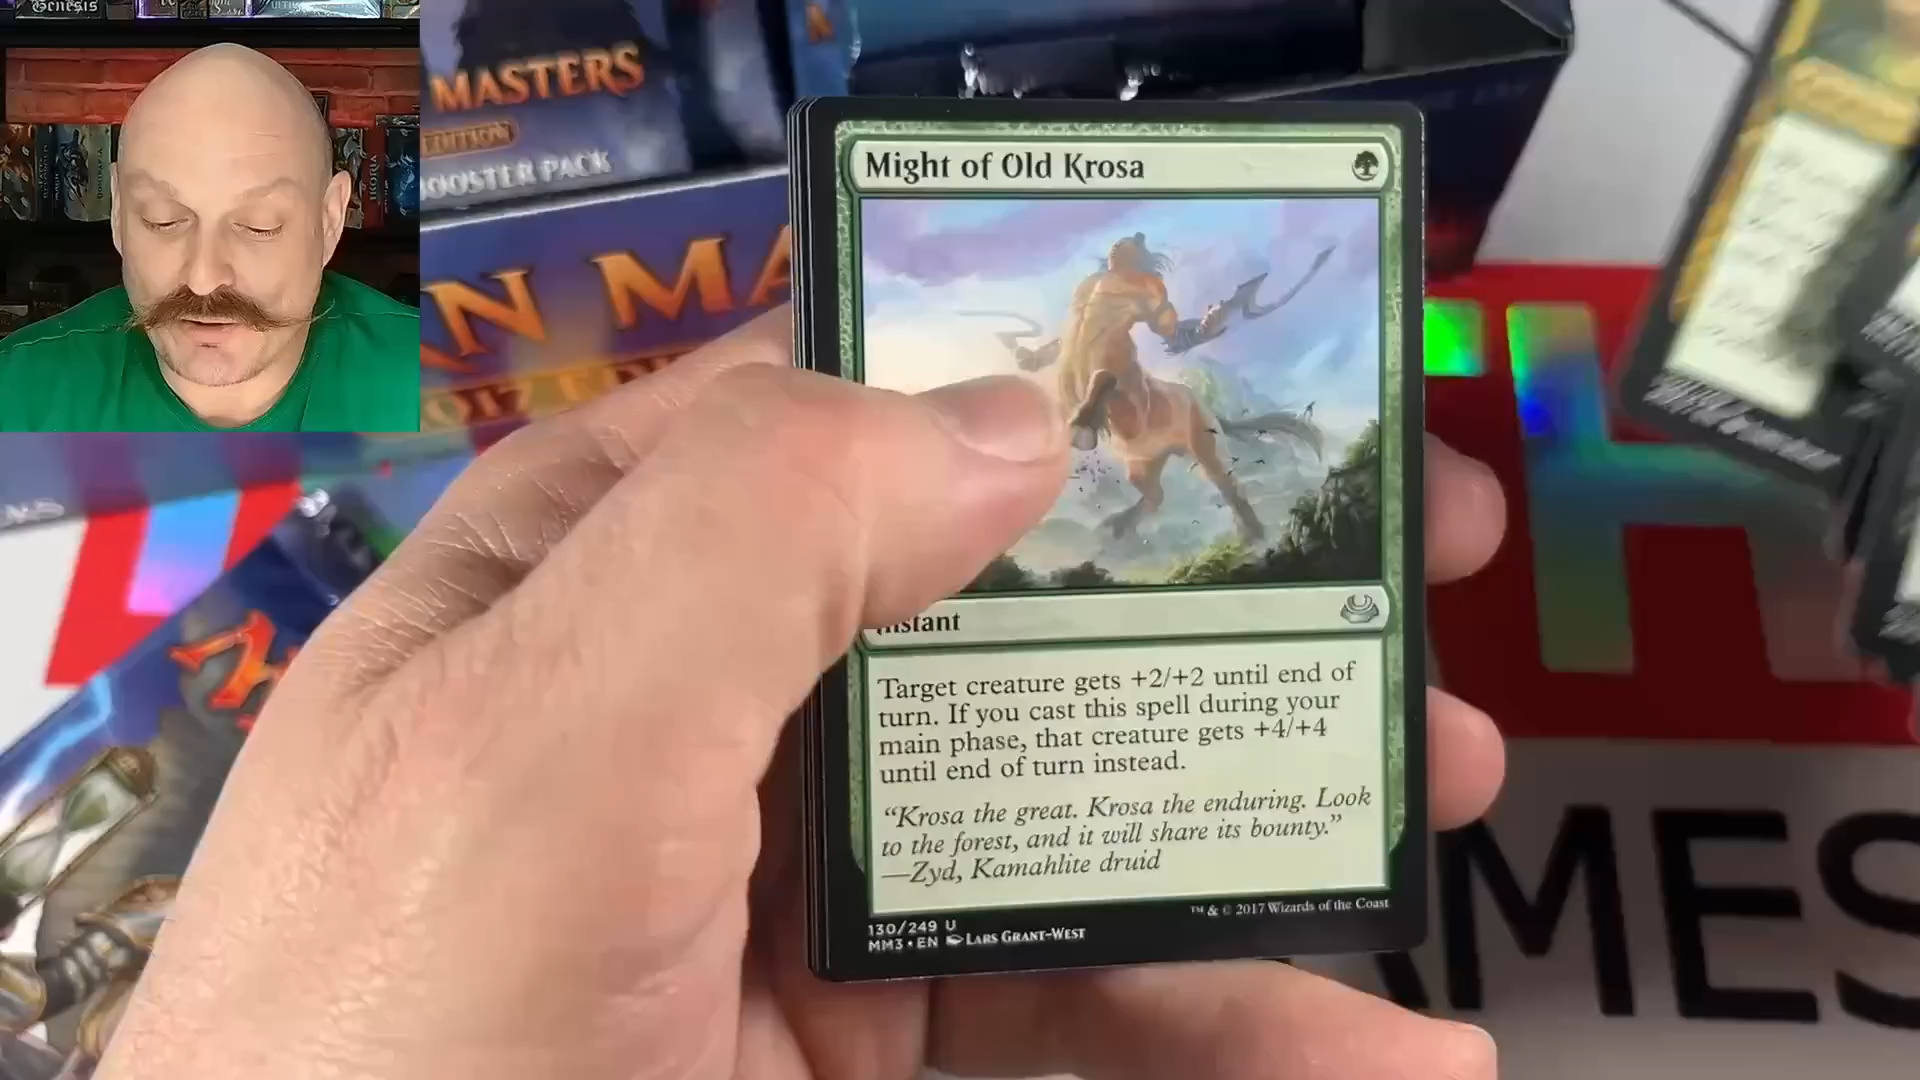 Genesis
MASTERS
EDITION
BOOSTER PACK
IKORIA
Might of Old Krosa
Instant
Target creature gets +2/+2 until end of
turn. If you cast this spell during your
main phase, that creature gets +4/+4
until end of turn instead.
“Krosa the great. Krosa the enduring. Look
to the forest, and it will share its bounty.”
—Zyd, Kamahlite druid
130/249 U
MM3 • EN LARS GRANT-WEST
™ & © 2017 Wizards of the Coast